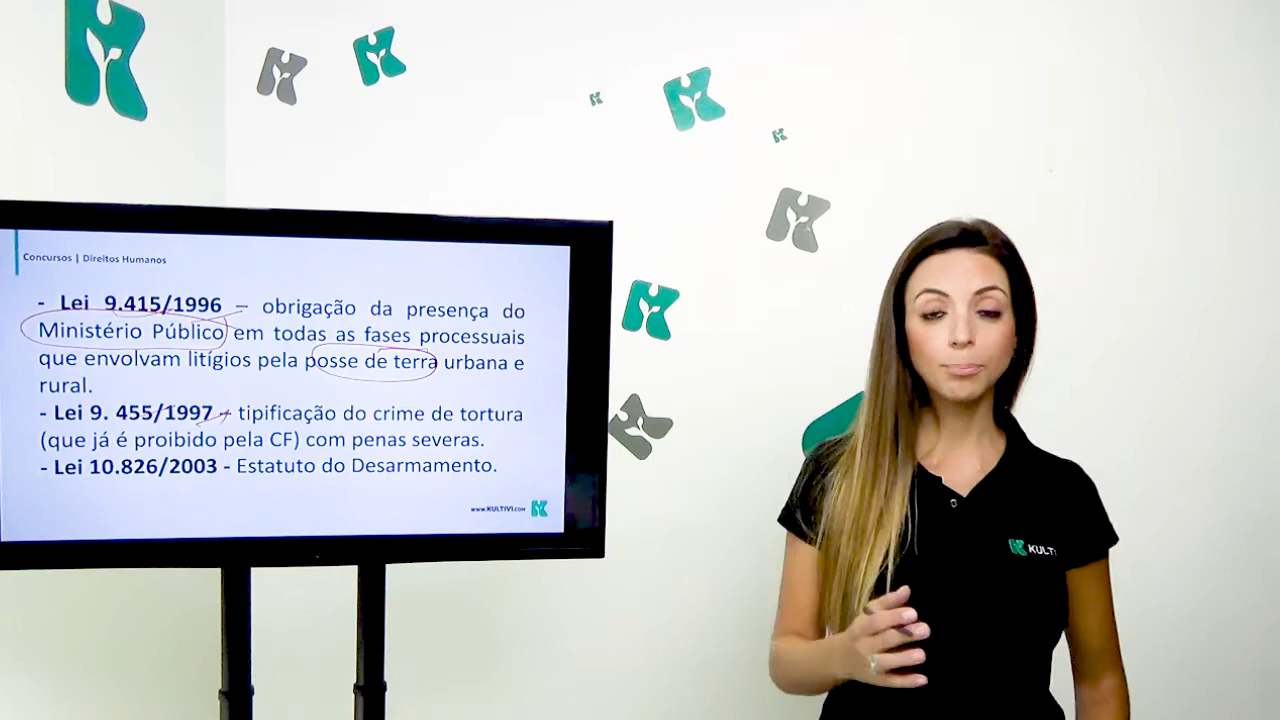 Concursos | Direitos Humanos
- Lei 9.415/1996 – obrigação da presença do
Ministério Público em todas as fases processuais
que envolvam litígios pela posse de terra urbana e
rural.
- Lei 9. 455/1997 - tipificação do crime de tortura
(que já é proibido pela CF) com penas severas.
- Lei 10.826/2003 - Estatuto do Desarmamento.
www.KULTIVI.com
KULTIVI